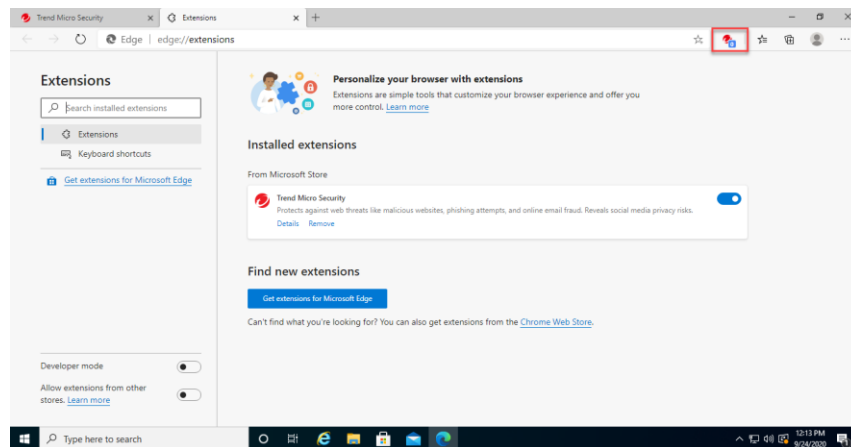 Trend Micro Security
Extensions
Edge
edge://extensions
Extensions
Search installed extensions
Extensions
Keyboard shortcuts
Get extensions for Microsoft Edge
Developer mode
Allow extensions from other
stores. Learn more
Personalize your browser with extensions
Extensions are simple tools that customize your browser experience and offer you
more control. Learn more
Installed extensions
From Microsoft Store
Trend Micro Security
Protects against web threats like malicious websites, phishing attempts, and online email fraud. Reveals social media privacy risks.
Details Remove
Find new extensions
Get extensions for Microsoft Edge
Can't find what you're looking for? You can also get extensions from the Chrome Web Store.
Type here to search
12:13 PM
9/24/2020